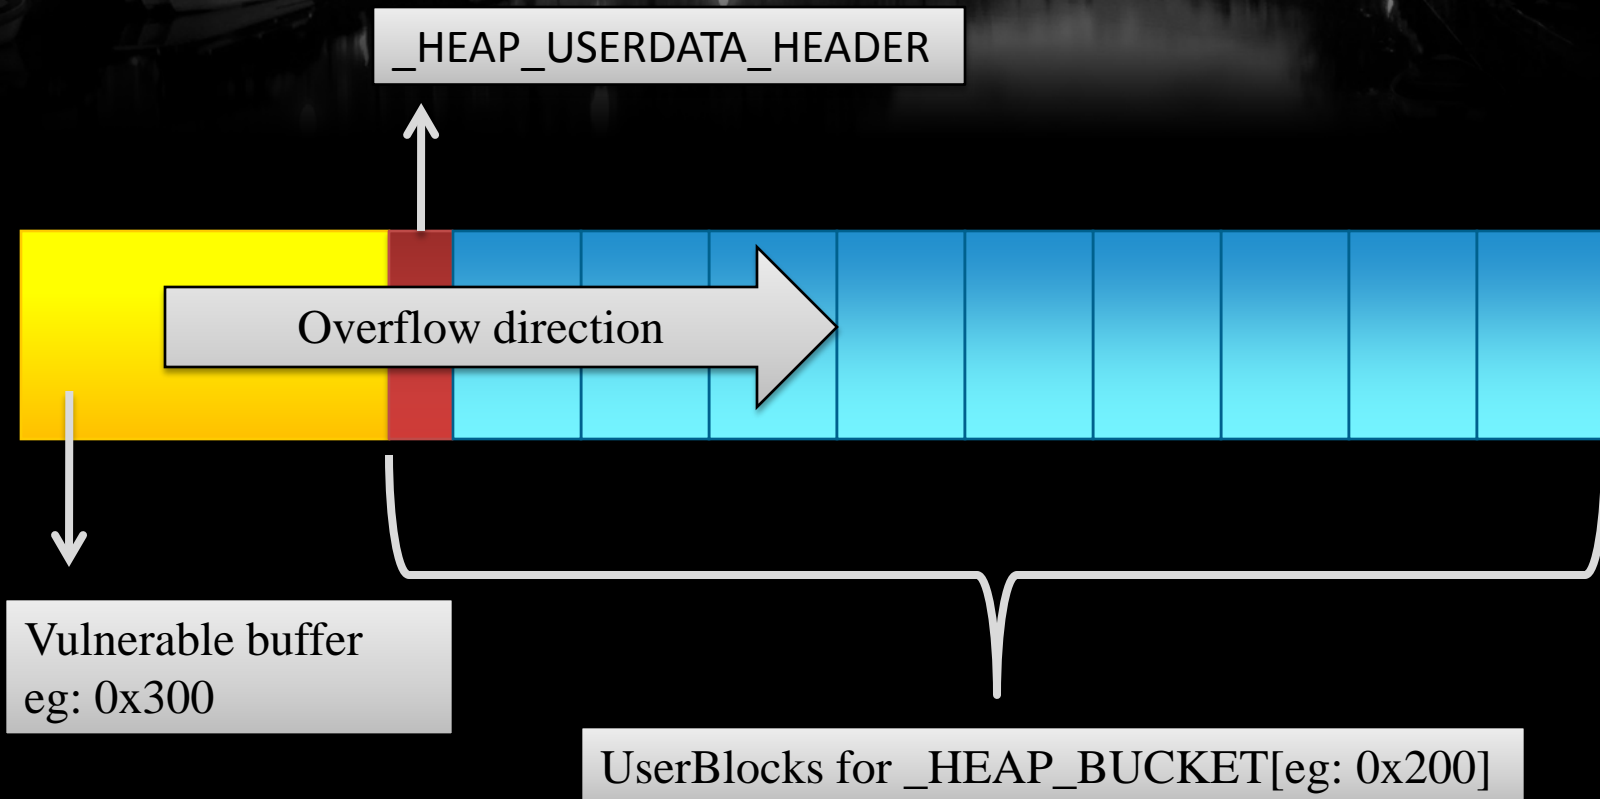 _HEAP_USERDATA_HEADER
Overflow direction
Vulnerable buffer
eg: 0x300
UserBlocks for _HEAP_BUCKET[eg: 0x200]